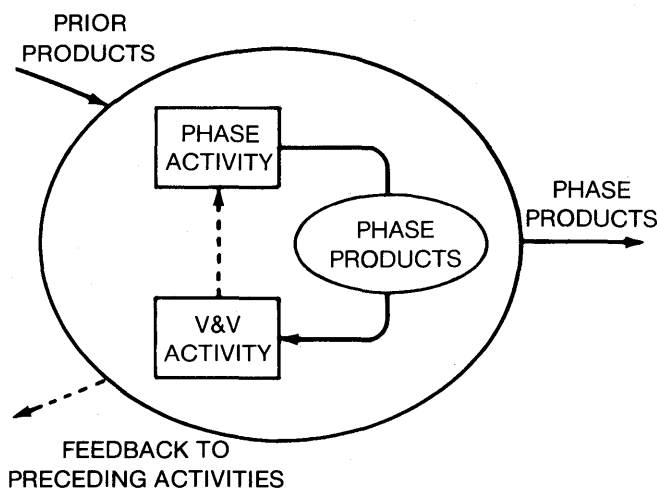 PRIOR
PRODUCTS
PHASE
ACTIVITY
PHASE
PRODUCTS
PHASE
PRODUCTS
V&V
ACTIVITY
FEEDBACK TO
PRECEDING ACTIVITIES